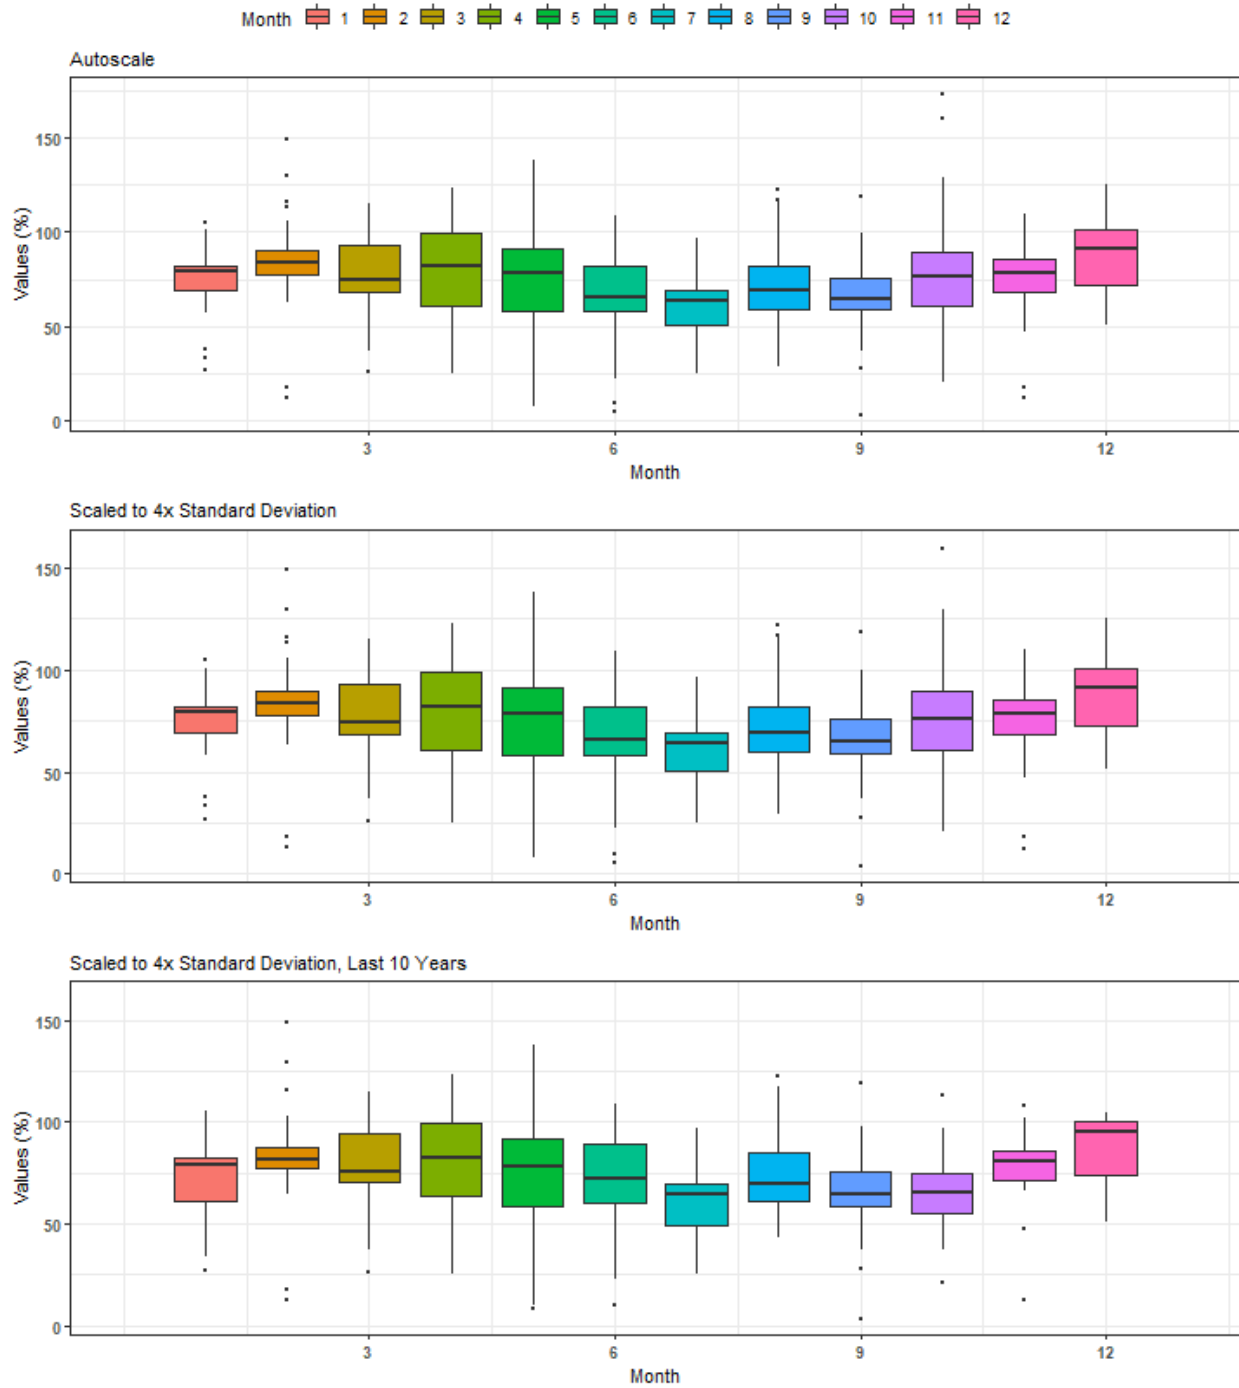 Month 1 2 3 4 5 6 7 8 9 10 11 12
Autoscale
Values (%)
150
100
50
0
3 6 9 12
Month
Scaled to 4x Standard Deviation
Values (%)
150
100
50
0
3 6 9 12
Month
Scaled to 4x Standard Deviation, Last 10 Years
Values (%)
150
100
50
0
3 6 9 12
Month